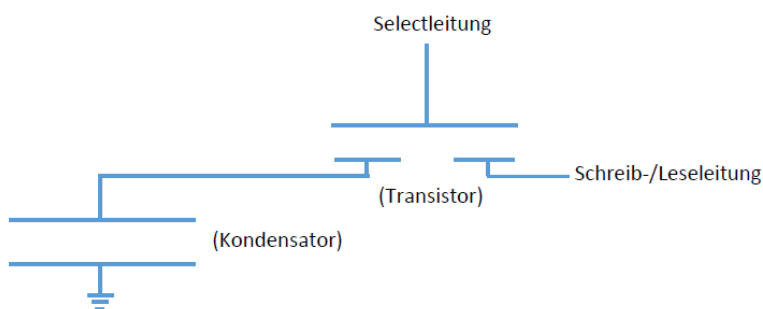 Selectleitung
Schreib-/Leseleitung
(Transistor)
(Kondensator)